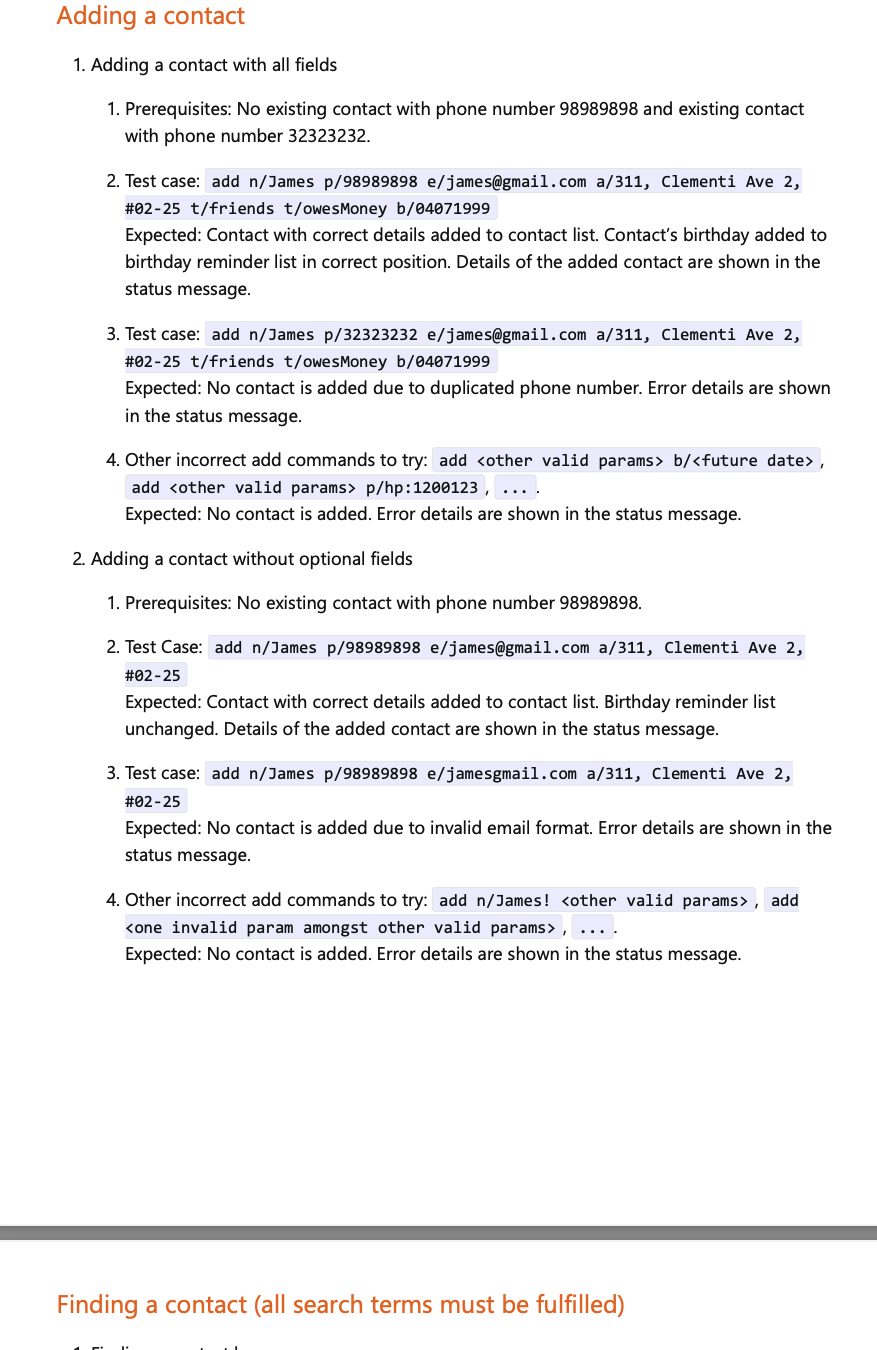 Adding a contact
1. Adding a contact with all fields
1. Prerequisites: No existing contact with phone number 98989898 and existing contact
with phone number 32323232.
2. Test case: add n/James p/98989898 e/james@gmail.com a/311, Clementi Ave 2,
#02-25 t/friends t/owesMoney b/04071999
Expected: Contact with correct details added to contact list. Contact’s birthday added to
birthday reminder list in correct position. Details of the added contact are shown in the
status message.
3. Test case: add n/James p/32323232 e/james@gmail.com a/311, Clementi Ave 2,
#02-25 t/friends t/owesMoney b/04071999
Expected: No contact is added due to duplicated phone number. Error details are shown
in the status message.
4. Other incorrect add commands to try: add <other valid params> b/<future date> ,
add <other valid params> p/hp:1200123 , ... .
Expected: No contact is added. Error details are shown in the status message.
2. Adding a contact without optional fields
1. Prerequisites: No existing contact with phone number 98989898.
2. Test Case: add n/James p/98989898 e/james@gmail.com a/311, Clementi Ave 2,
#02-25
Expected: Contact with correct details added to contact list. Birthday reminder list
unchanged. Details of the added contact are shown in the status message.
3. Test case: add n/James p/98989898 e/jamesgmail.com a/311, Clementi Ave 2,
#02-25
Expected: No contact is added due to invalid email format. Error details are shown in the
status message.
4. Other incorrect add commands to try: add n/James! <other valid params> , add
<one invalid param amongst other valid params> , ... .
Expected: No contact is added. Error details are shown in the status message.
Finding a contact (all search terms must be fulfilled)